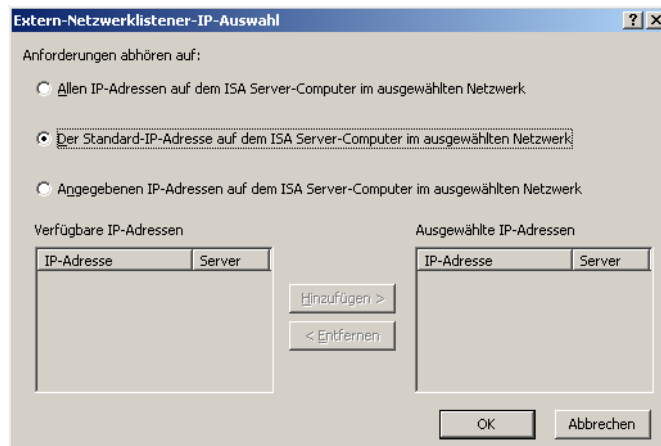 Extern-Netzwerklistener-IP-Auswahl
Anforderungen abhören auf:
Allen IP-Adressen auf dem ISA Server-Computer im ausgewählten Netzwerk
Der Standard-IP-Adresse auf dem ISA Server-Computer im ausgewählten Netzwerk
Angegebenen IP-Adressen auf dem ISA Server-Computer im ausgewählten Netzwerk
Verfügbare IP-Adressen Ausgewählte IP-Adressen
IP-Adresse Server IP-Adresse Server
Hinzufügen >
< Entfernen
OK Abbrechen